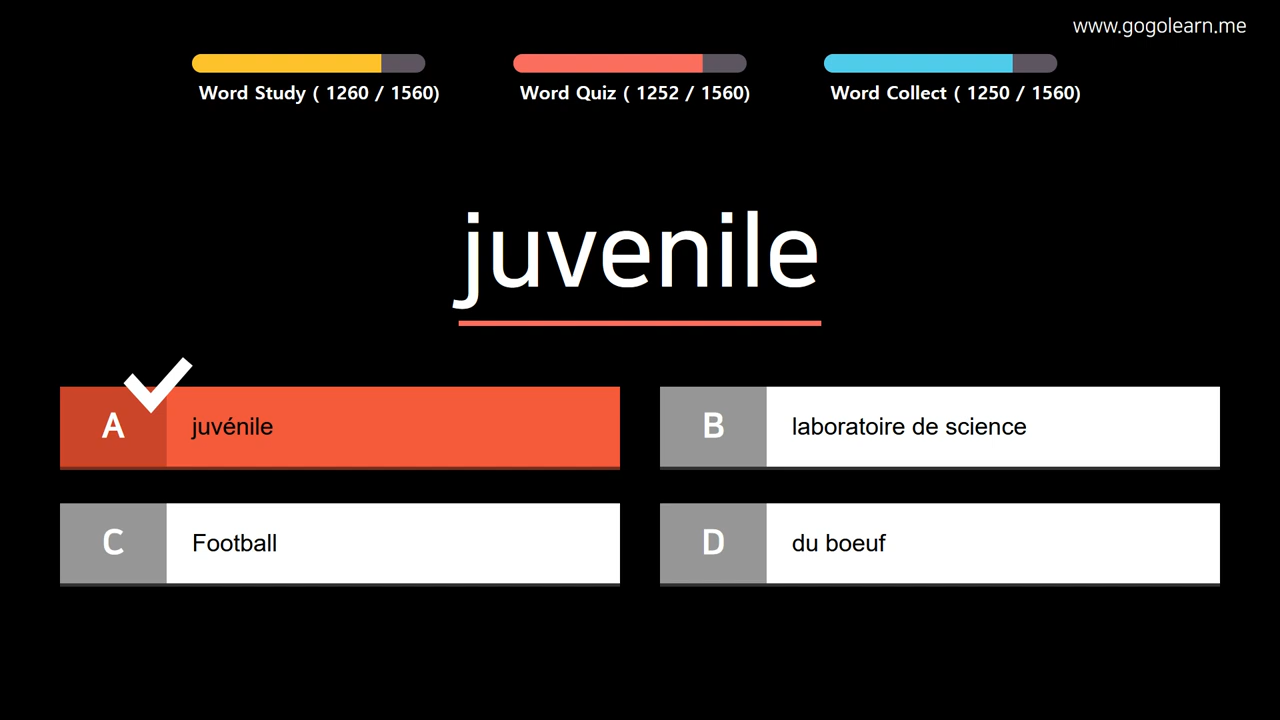 www.gogolearn.me
Word Study ( 1260 / 1560)
Word Quiz ( 1252 / 1560)
Word Collect ( 1250 / 1560)
juvenile
A juvénile
B laboratoire de science
C Football
D du boeuf